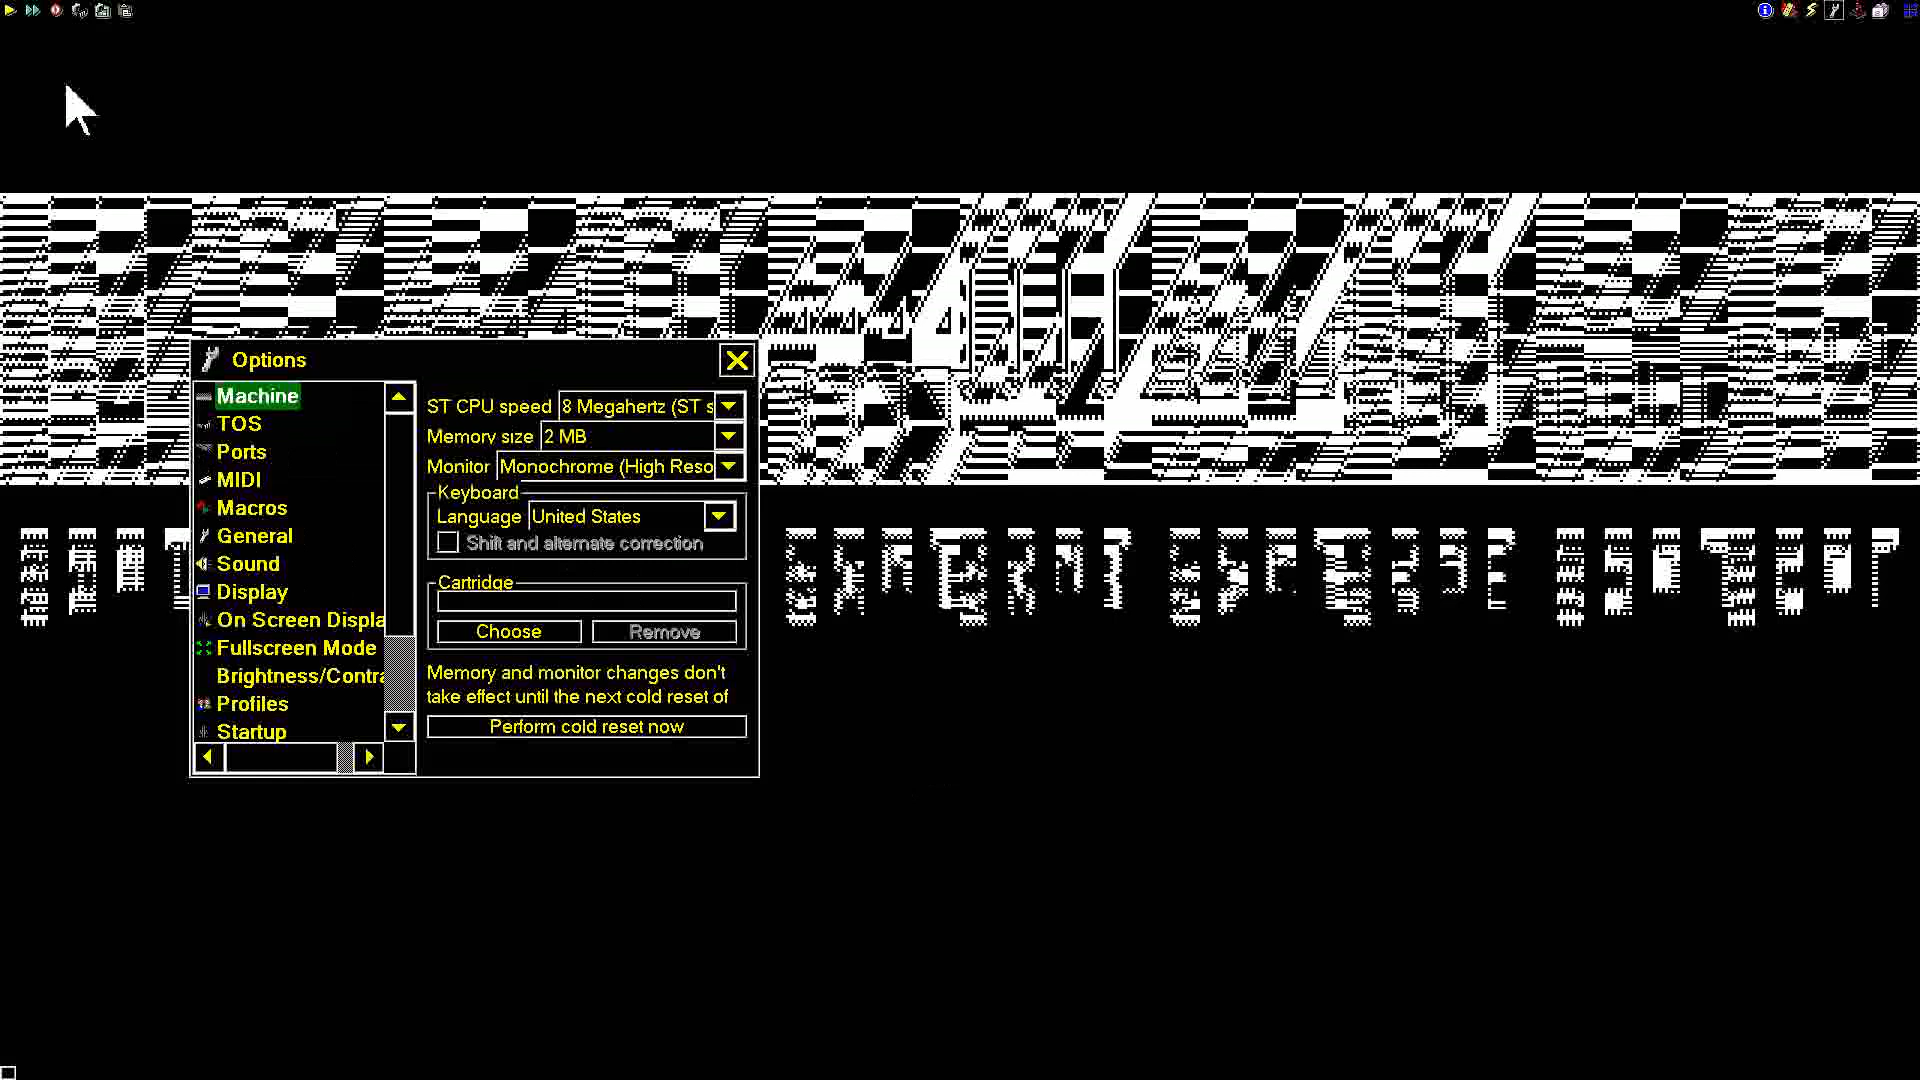 Options
Machine
TOS
Ports
MIDI
Macros
General
Sound
Display
On Screen Displa
Fullscreen Mode
Brightness/Contra
Profiles
Startup
ST CPU speed 8 Megahertz (ST s
Memory size 2 MB
Monitor Monochrome (High Reso
Keyboard
Language United States
Shift and alternate correction
Cartridge
Choose Remove
Memory and monitor changes don't
take effect until the next cold reset of
Perform cold reset now